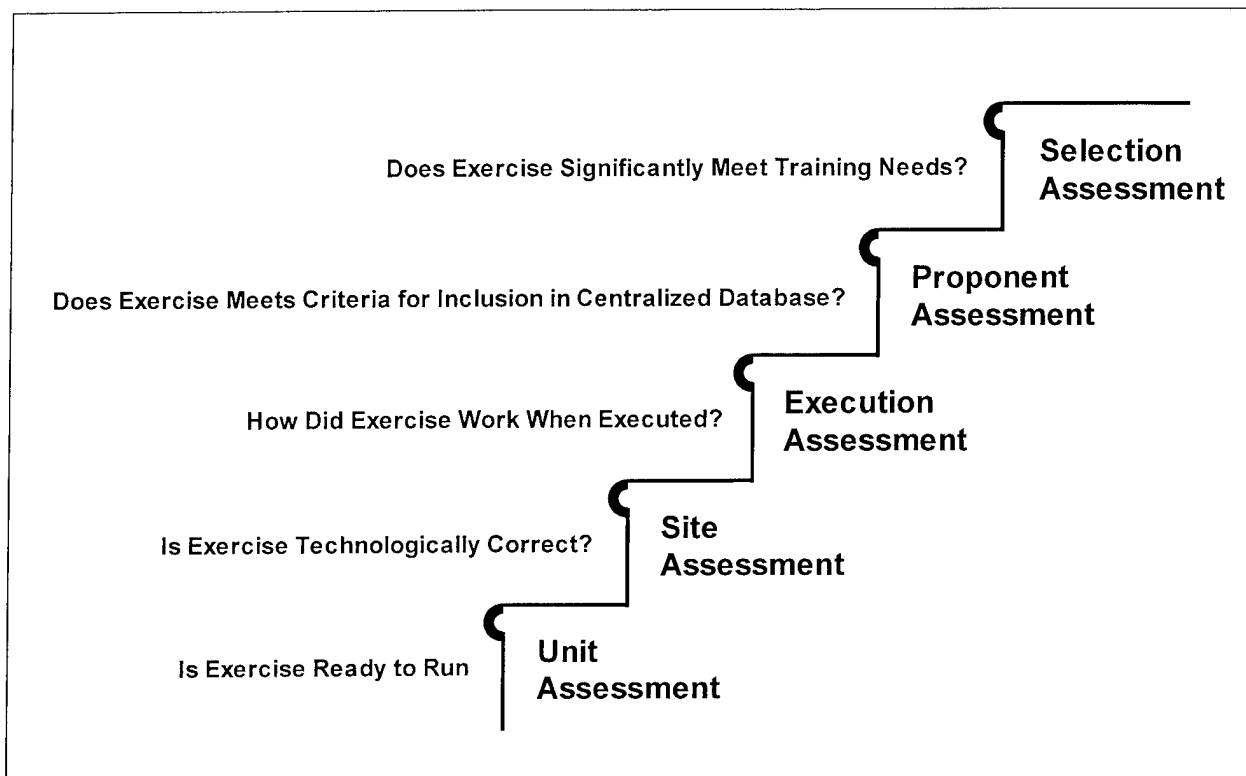 Does Exercise Significantly Meet Training Needs?
Selection
Assessment
Does Exercise Meets Criteria for Inclusion in Centralized Database?
Proponent
Assessment
How Did Exercise Work When Executed?
Execution
Assessment
Is Exercise Technologically Correct?
Site
Assessment
Is Exercise Ready to Run
Unit
Assessment